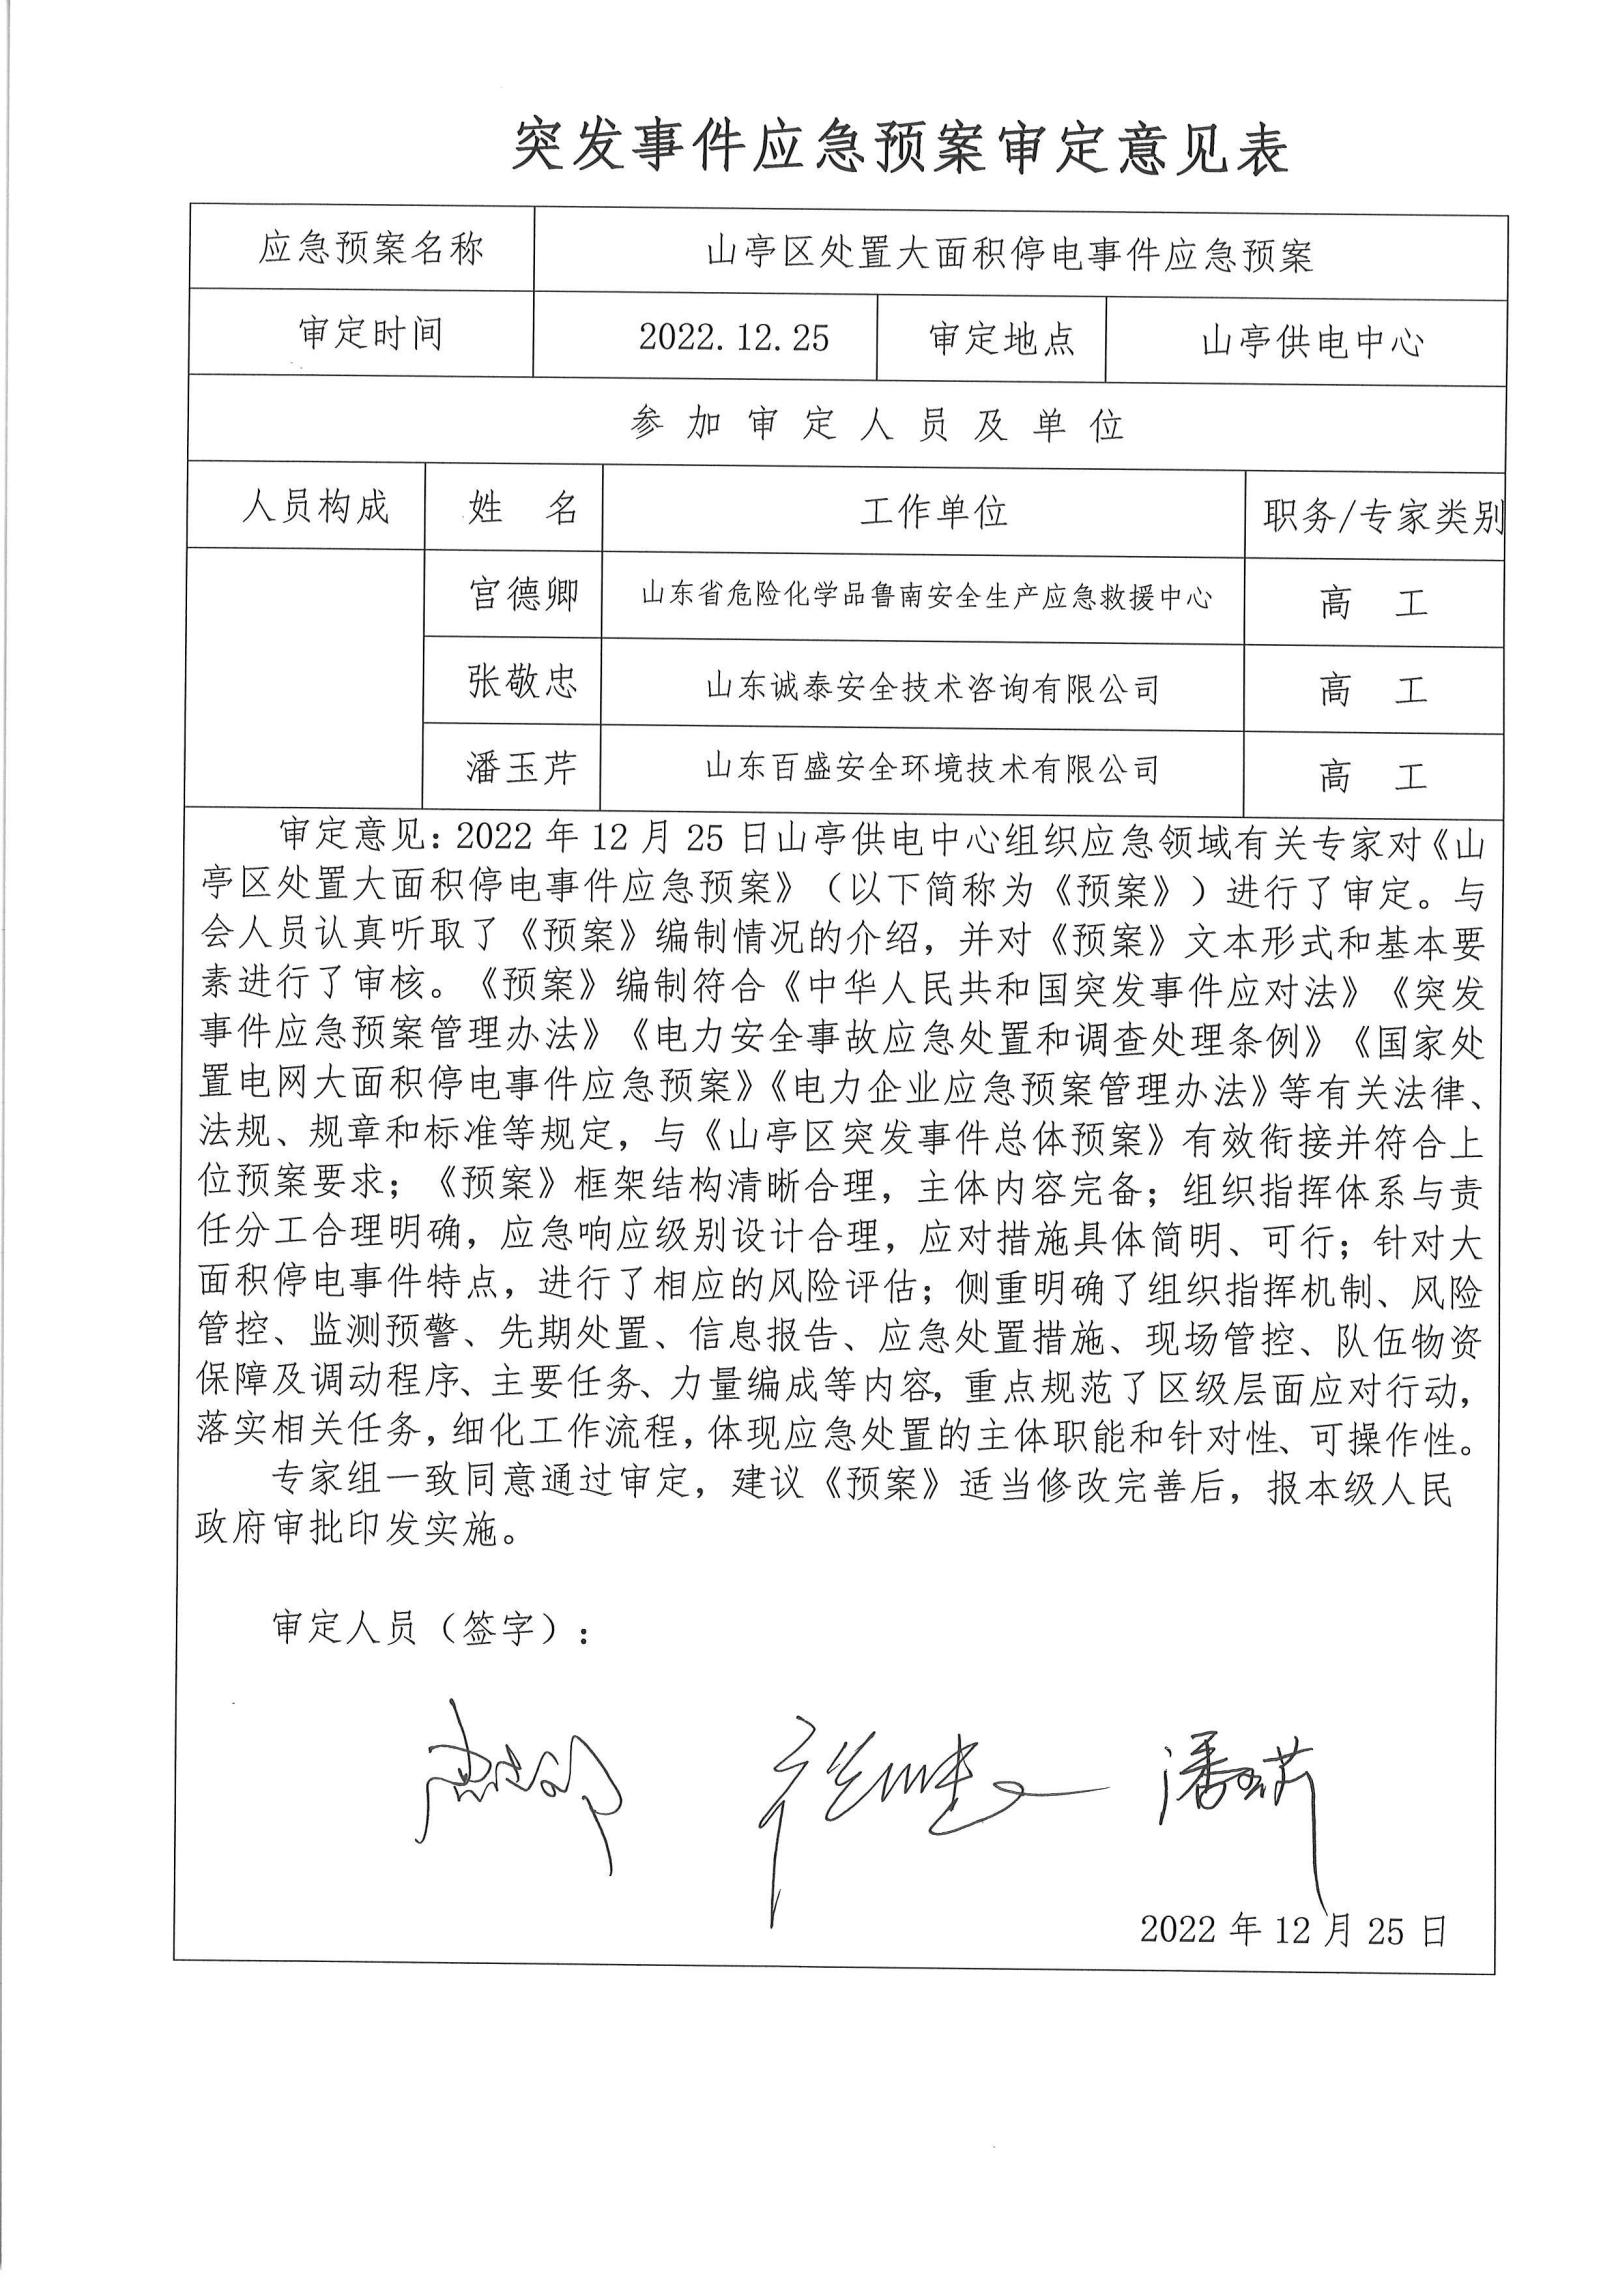 突发事件应急预案审定意见表
应急预案名称 山亭区处置大面积停电事件应急预案
审定时间 2022.12.25 审定地点 山亭供电中心
参加审定人员及单位
人员构成 姓 名 工作单位 职务/专家类别
宫德卿 山东省危险化学品鲁南安全生产应急救援中心 高 工
张敬忠 山东诚泰安全技术咨询有限公司 高 工
潘玉芹 山东百盛安全环境技术有限公司 高 工
审定意见：2022年12月25日山亭供电中心组织应急领域有关专家对《山
亭区处置大面积停电事件应急预案》（以下简称为《预案》）进行了审定。与
会人员认真听取了《预案》编制情况的介绍，并对《预案》文本形式和基本要
素进行了审核。《预案》编制符合《中华人民共和国突发事件应对法》《突发
事件应急预案管理办法》《电力安全事故应急处置和调查处理条例》《国家处
置电网大面积停电事件应急预案》《电力企业应急预案管理办法》等有关法律、
法规、规章和标准等规定，与《山亭区突发事件总体预案》有效衔接并符合上
位预案要求；《预案》框架结构清晰合理，主体内容完备；组织指挥体系与责
任分工合理明确，应急响应级别设计合理，应对措施具体简明、可行；针对大
面积停电事件特点，进行了相应的风险评估；侧重明确了组织指挥机制、风险
管控、监测预警、先期处置、信息报告、应急处置措施、现场管控、队伍物资
保障及调动程序、主要任务、力量编成等内容，重点规范了区级层面应对行动，
落实相关任务，细化工作流程，体现应急处置的主体职能和针对性、可操作性。
专家组一致同意通过审定，建议《预案》适当修改完善后，报本级人民
政府审批印发实施。
审定人员（签字）：
2022年12月25日